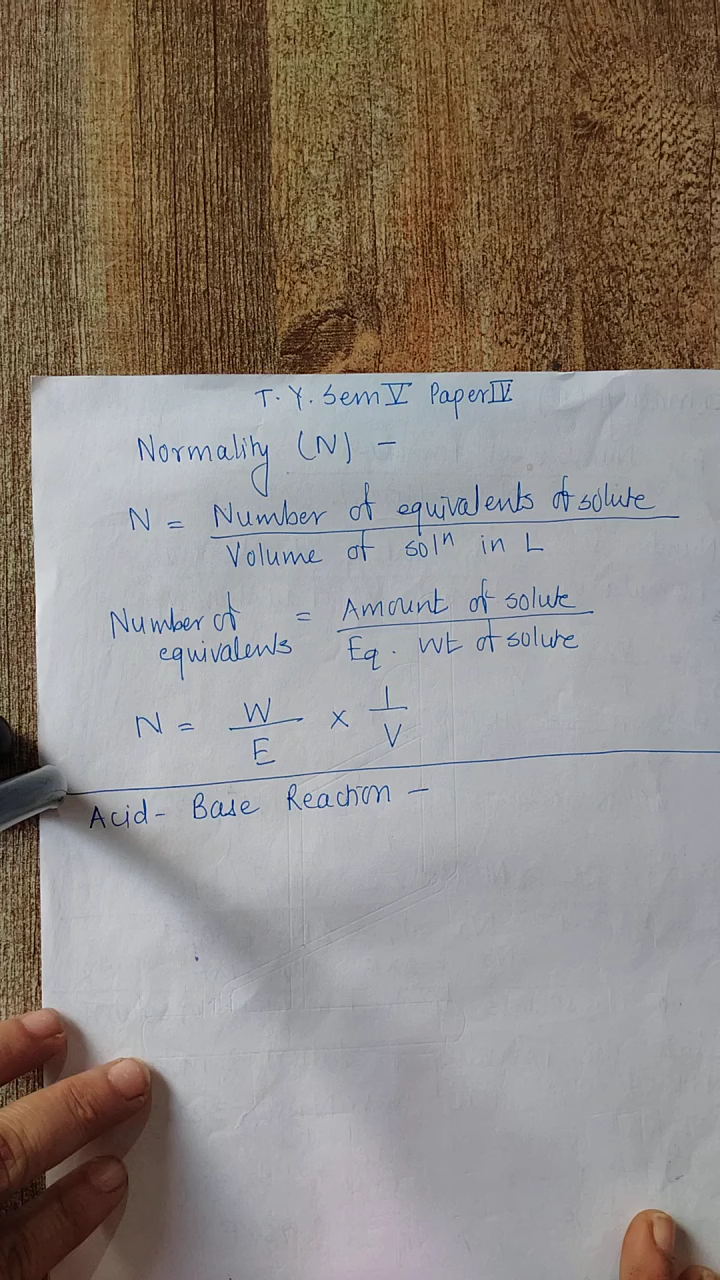 T. Y. Sem V Paper IV
Normality (N) -
N = Number of equivalents of solute
Volume of solⁿ in L
Number of equivalents = Amount of solute
Eq. Wt of solute
N = W/E × 1/V
Acid - Base Reaction -